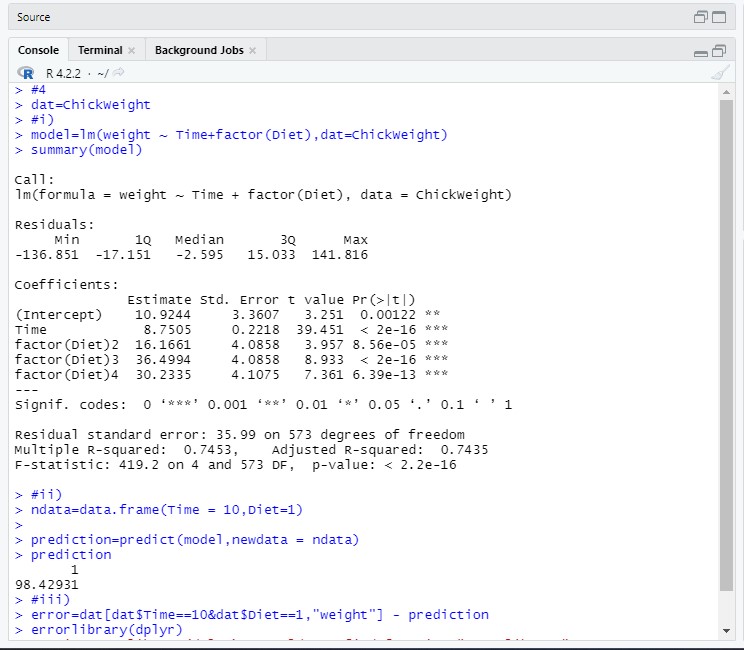 Source
Console Terminal × Background Jobs ×
R R 4.2.2 · ~/
> #4
> dat=ChickWeight
> #i)
> model=lm(weight ~ Time+factor(Diet),dat=ChickWeight)
> summary(model)
Call:
lm(formula = weight ~ Time + factor(Diet), data = ChickWeight)
Residuals:
     Min       1Q   Median       3Q      Max
-136.851  -17.151   -2.595   15.033  141.816
Coefficients:
              Estimate Std. Error t value Pr(>|t|)
(Intercept)    10.9244     3.3607   3.251  0.00122 **
Time            8.7505     0.2218  39.451  < 2e-16 ***
factor(Diet)2  16.1661     4.0858   3.957 8.56e-05 ***
factor(Diet)3  36.4994     4.0858   8.933  < 2e-16 ***
factor(Diet)4  30.2335     4.1075   7.361 6.39e-13 ***
---
Signif. codes:  0 ‘***’ 0.001 ‘**’ 0.01 ‘*’ 0.05 ‘.’ 0.1 ‘ ’ 1
Residual standard error: 35.99 on 573 degrees of freedom
Multiple R-squared:  0.7453,    Adjusted R-squared:  0.7435
F-statistic: 419.2 on 4 and 573 DF,  p-value: < 2.2e-16
> #ii)
> ndata=data.frame(Time = 10,Diet=1)
>
> prediction=predict(model,newdata = ndata)
> prediction
       1
98.42931
> #iii)
> error=dat[dat$Time==10&dat$Diet==1,"weight"] - prediction
> errorlibrary(dplyr)